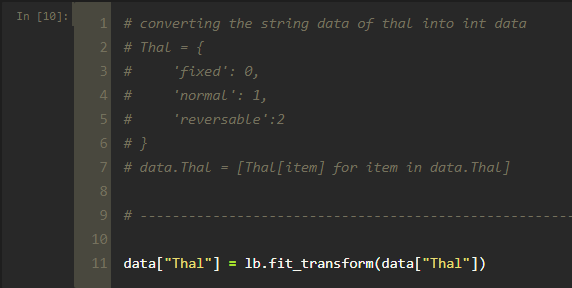 In [10]:
1 # converting the string data of thal into int data
2 # Thal = {
3 #     'fixed': 0,
4 #     'normal': 1,
5 #     'reversable':2
6 # }
7 # data.Thal = [Thal[item] for item in data.Thal]
8
9 # -------------------------------------------------------
10
11 data["Thal"] = lb.fit_transform(data["Thal"])